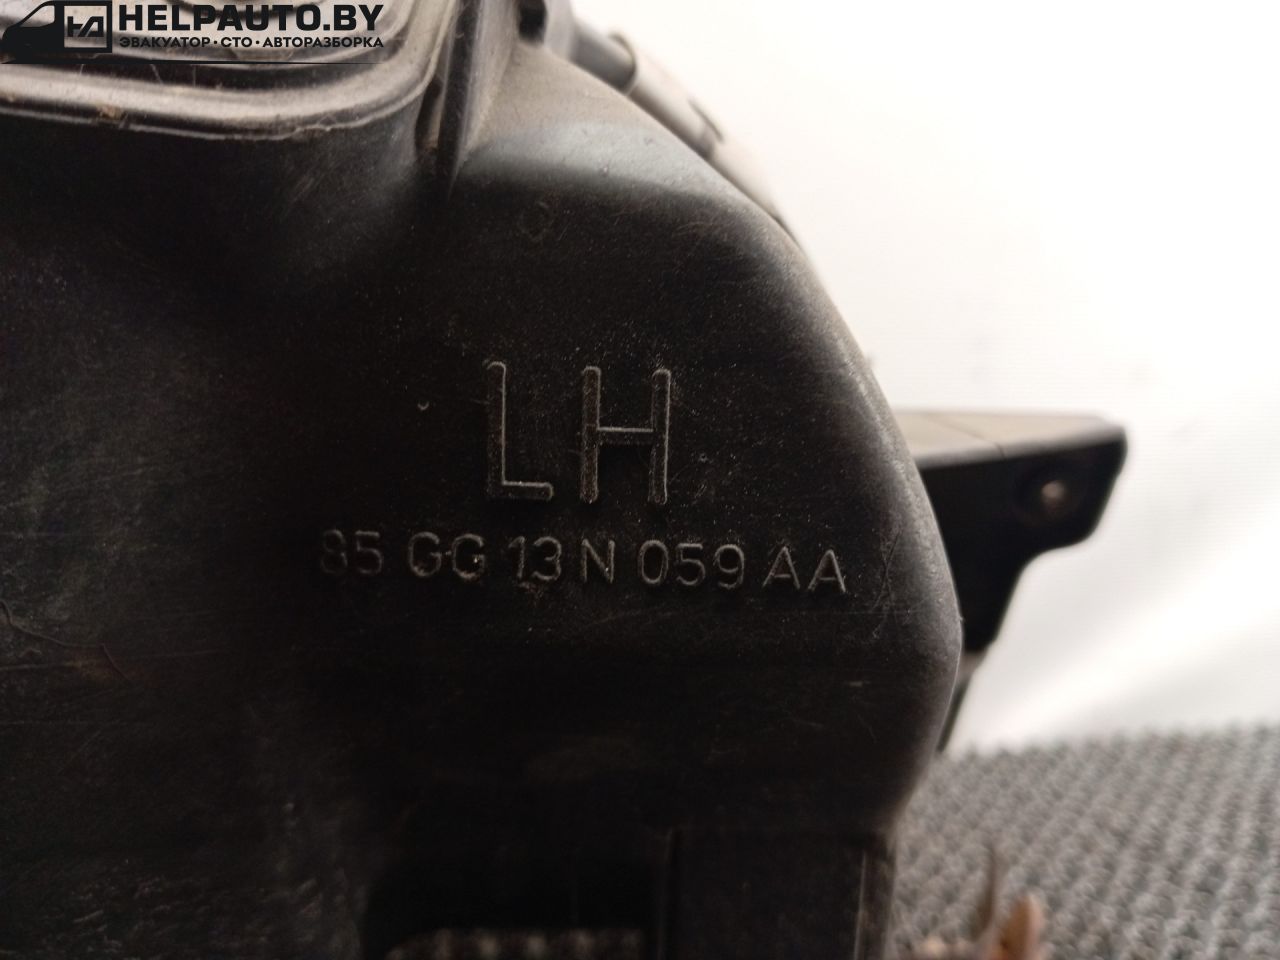 HELPAUTO.BY
ЭВАКУАТОР·СТО·АВТОРАЗБОРКА
LH
85 GG 13 N 059 AA